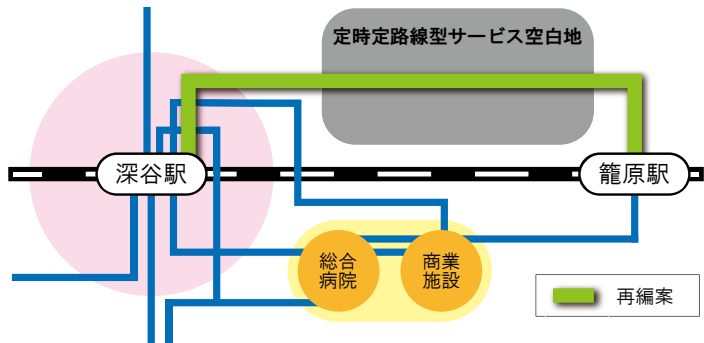 定時定路線型サービス空白地
深谷駅
籠原駅
総合
病院
商業
施設
再編案